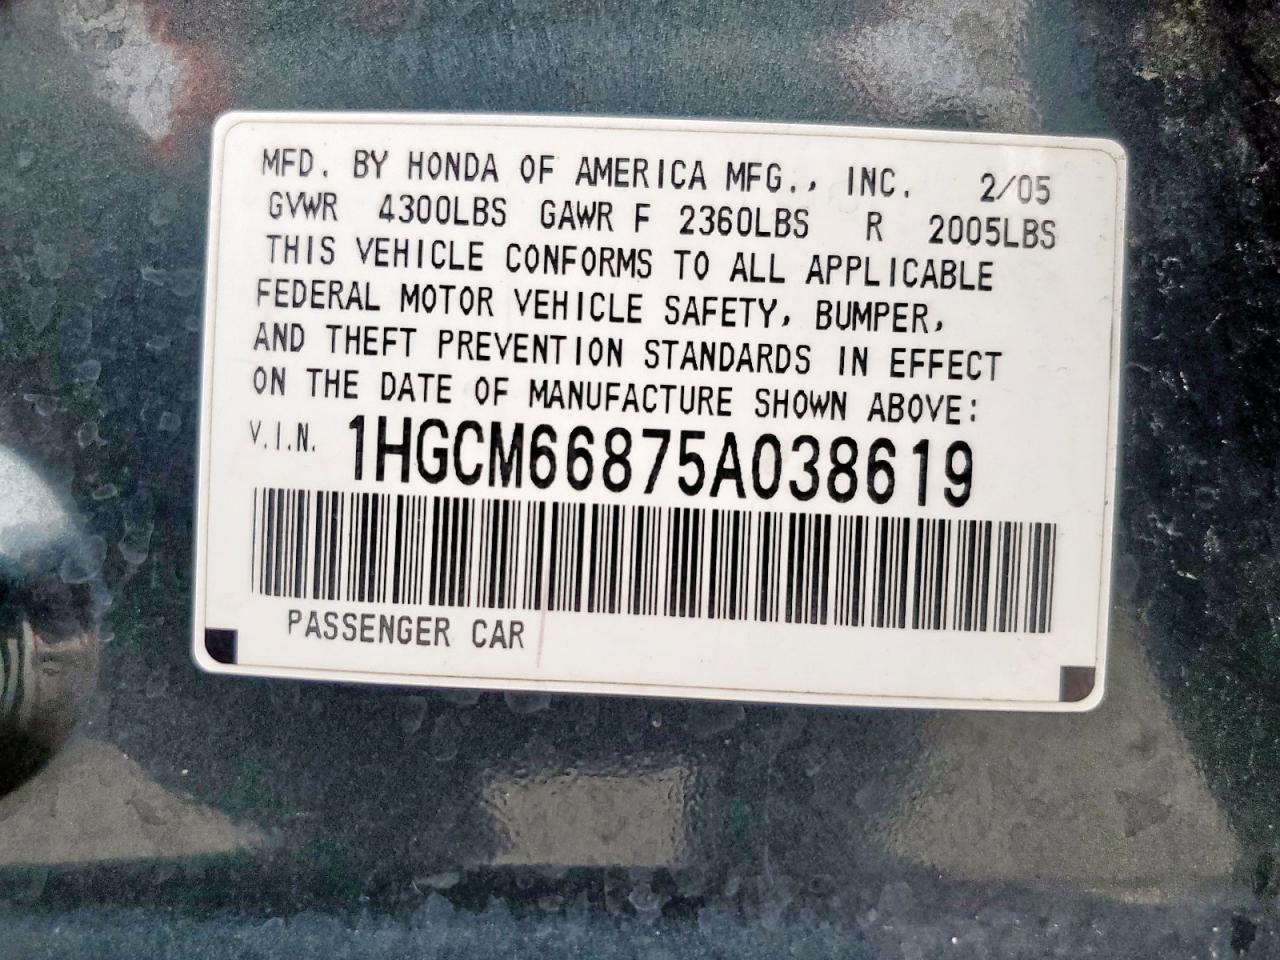 MFD. BY HONDA OF AMERICA MFG., INC. 2/05
GVWR 4300LBS GAWR F 2360LBS R 2005LBS
THIS VEHICLE CONFORMS TO ALL APPLICABLE
FEDERAL MOTOR VEHICLE SAFETY, BUMPER,
AND THEFT PREVENTION STANDARDS IN EFFECT
ON THE DATE OF MANUFACTURE SHOWN ABOVE:
V.I.N. 1HGCM66875A038619
PASSENGER CAR